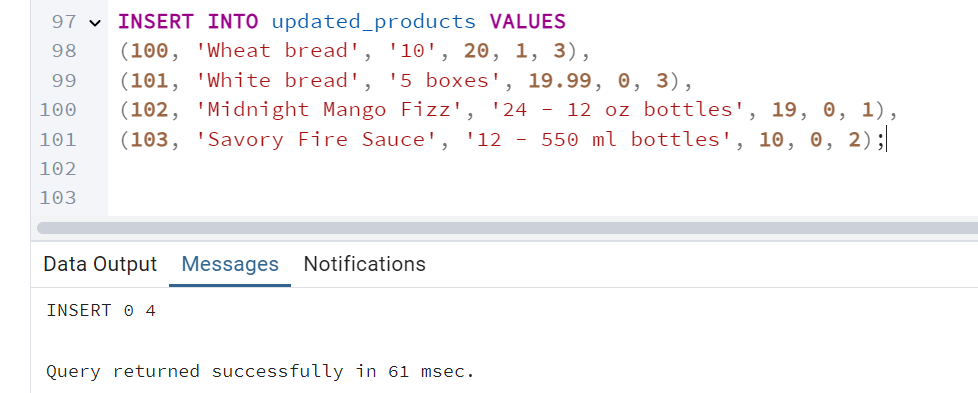 97 INSERT INTO updated_products VALUES
98 (100, 'Wheat bread', '10', 20, 1, 3),
99 (101, 'White bread', '5 boxes', 19.99, 0, 3),
100 (102, 'Midnight Mango Fizz', '24 - 12 oz bottles', 19, 0, 1),
101 (103, 'Savory Fire Sauce', '12 - 550 ml bottles', 10, 0, 2);
102
103
Data Output Messages Notifications
INSERT 0 4
Query returned successfully in 61 msec.